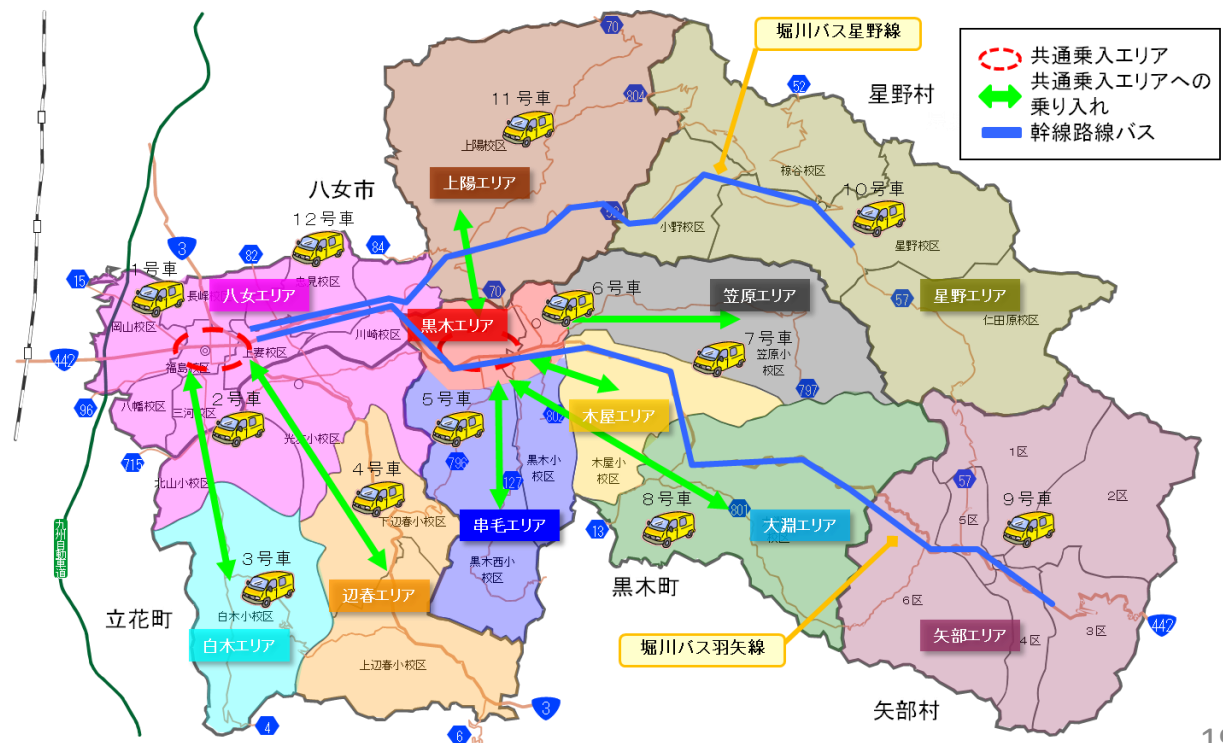 堀川バス星野線
共通乗入エリア
共通乗入エリアへの
乗り入れ
幹線路線バス
星野村
70
804
52
11号車
上陽校区
上陽エリア
椋谷校区
10号車
小野校区
星野校区
八女市
12号車
3
82
84
忠見校区
15
1号車
長峰校区
八女エリア
岡山校区
川崎校区
上妻校区
福島校区
442
96
八幡校区
三河校区
2号車
715
北山小校区
70
6号車
黒木エリア
笠原エリア
7号車
笠原小
校区
797
57
星野エリア
仁田原校区
木屋エリア
木屋小
校区
5号車
796
黒木小
校区
127
串毛エリア
黒木西小
校区
4号車
下辺春小校区
辺春エリア
上辺春小校区
3号車
白木小校区
白木エリア
立花町
九州自動車道
13
8号車
801
大淵エリア
黒木町
堀川バス羽矢線
1区
2区
57
5区
9号車
6区
4区
3区
矢部エリア
442
矢部村
3
4
6